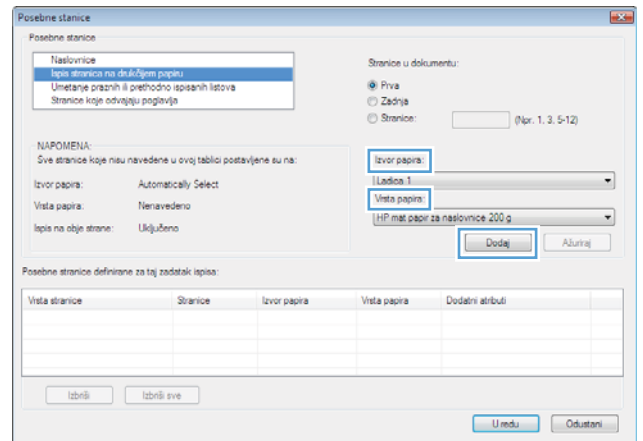 Posebne stanice
Posebne stanice
Naslovnice
Ispis stranica na drukčijem papiru
Umetanje praznih ili prethodno ispisanih listova
Stranice koje odvajaju poglavlja
Stranice u dokumentu:
Prva
Zadnja
Stranice:
(Npr. 1. 3. 5-12)
NAPOMENA:
Sve stranice koje nisu navedene u ovoj tablici postavljene su na:
Izvor papira:
Automatically Select
Vrsta papira:
Nenavedeno
Ispis na obje strane:
Uključeno
Izvor papira:
Ladica 1
Vrsta papira:
HP mat papir za naslovnice 200 g
Dodaj
Ažuriraj
Posebne stranice definirane za taj zadatak ispisa:
Vrsta stranice Stranice Izvor papira Vrsta papira Dodatni atributi
Izbriši
Izbriši sve
U redu
Odustani